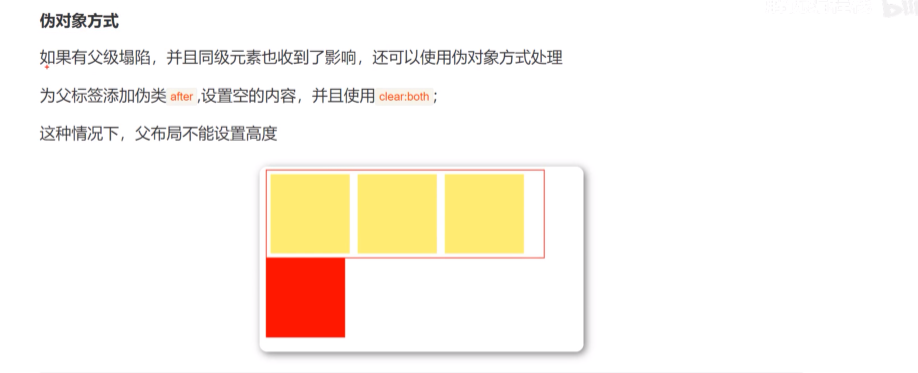 伪对象方式
如果有父级塌陷，并且同级元素也收到了影响，还可以使用伪对象方式处理
为父标签添加伪类 after ,设置空的内容，并且使用 clear:both ;
这种情况下，父布局不能设置高度